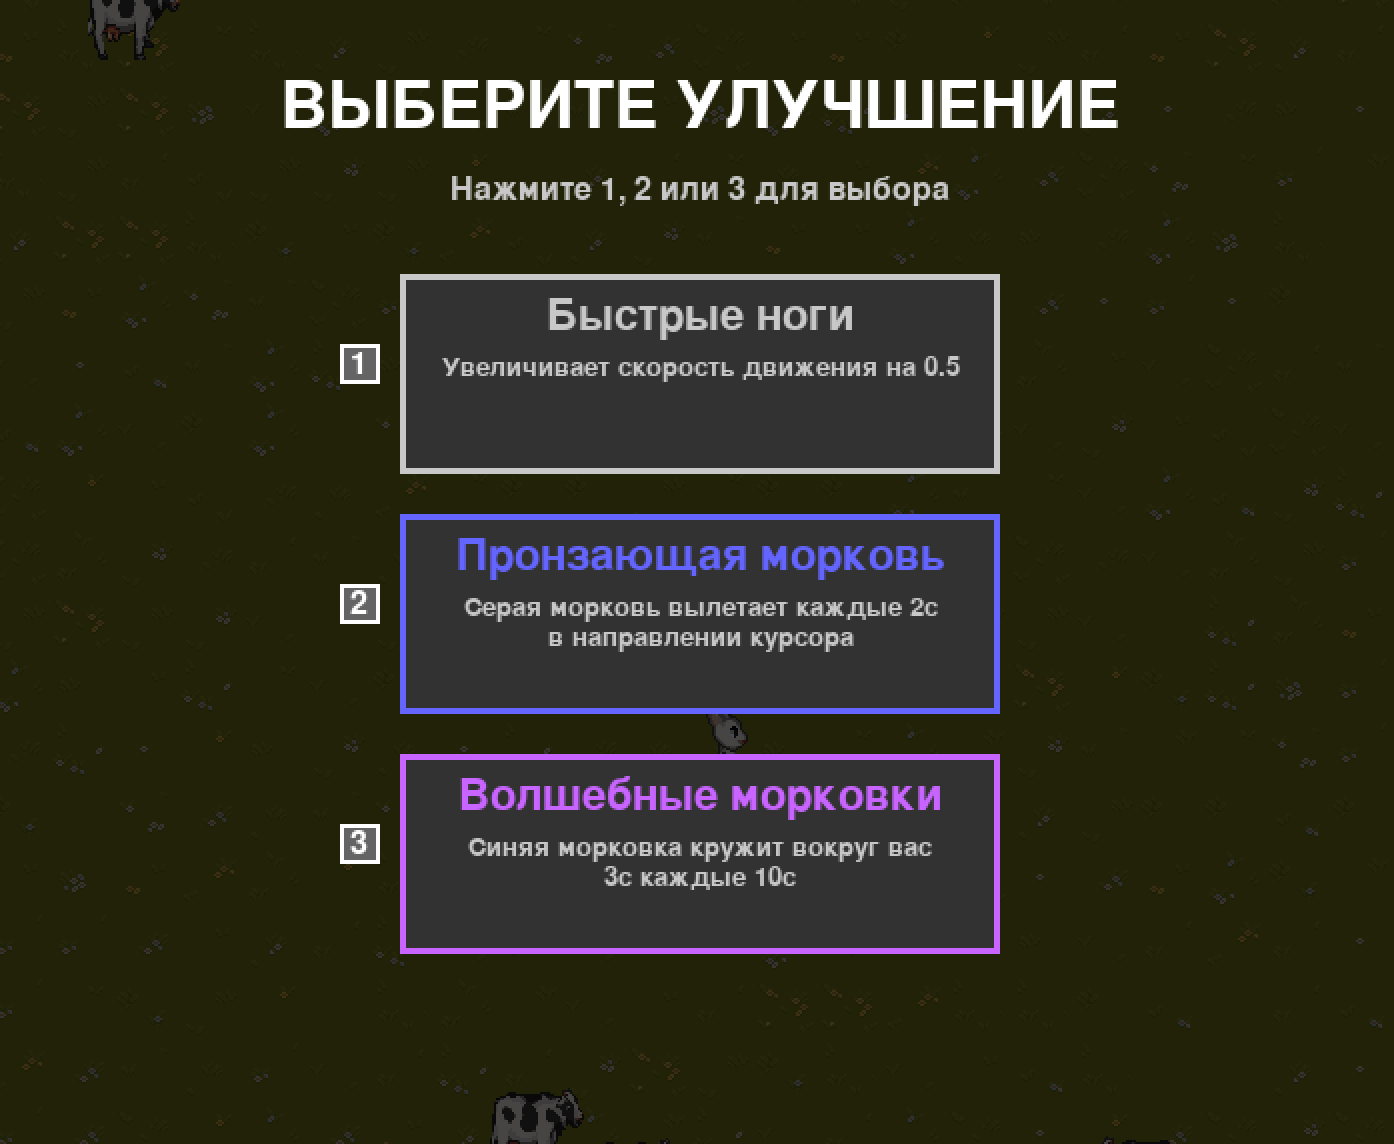 ВЫБЕРИТЕ УЛУЧШЕНИЕ
Нажмите 1, 2 или 3 для выбора
Быстрые ноги
1
Увеличивает скорость движения на 0.5
Пронзающая морковь
2
Серая морковь вылетает каждые 2с
в направлении курсора
Волшебные морковки
3
Синяя морковка кружит вокруг вас
3с каждые 10с